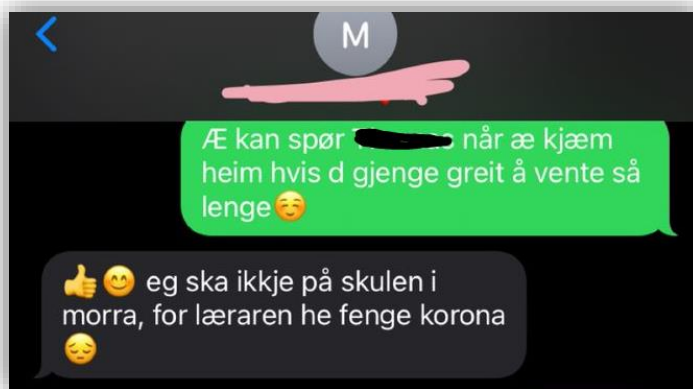 M
Æ kan spør når æ kjæm
heim hvis d gjenge greit å vente så
lenge☺️
👍😊 eg ska ikkje på skulen i
morra, for læraren he fenge korona
😔